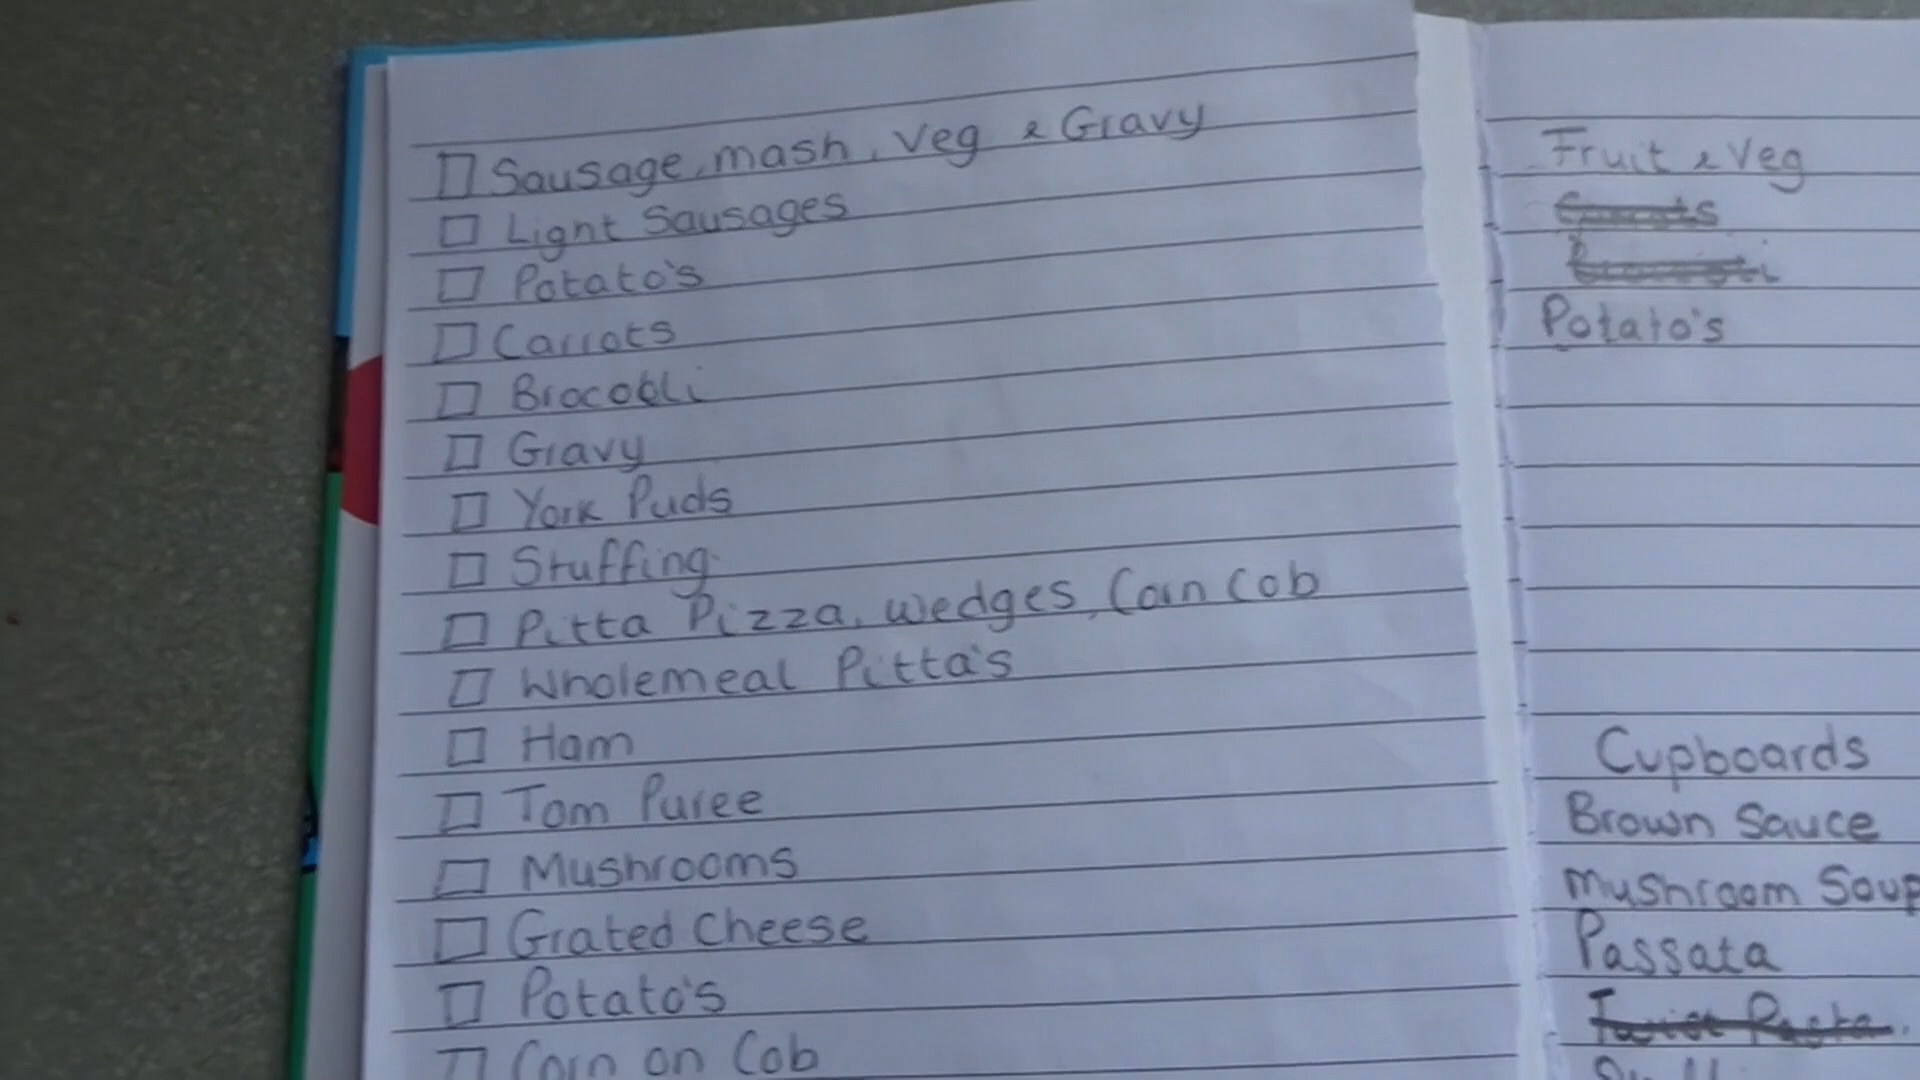 Sausage, mash, Veg & Gravy
Light Sausages
Potato's
Carrots
Brocolli
Gravy
York Puds
Stuffing
Pitta Pizza, wedges, Corn Cob
Wholemeal Pitta's
Ham
Tom Puree
Mushrooms
Grated Cheese
Potato's
Corn on Cob
Fruit & Veg
Potato's
Cupboards
Brown Sauce
Mushroom Soup
Passata